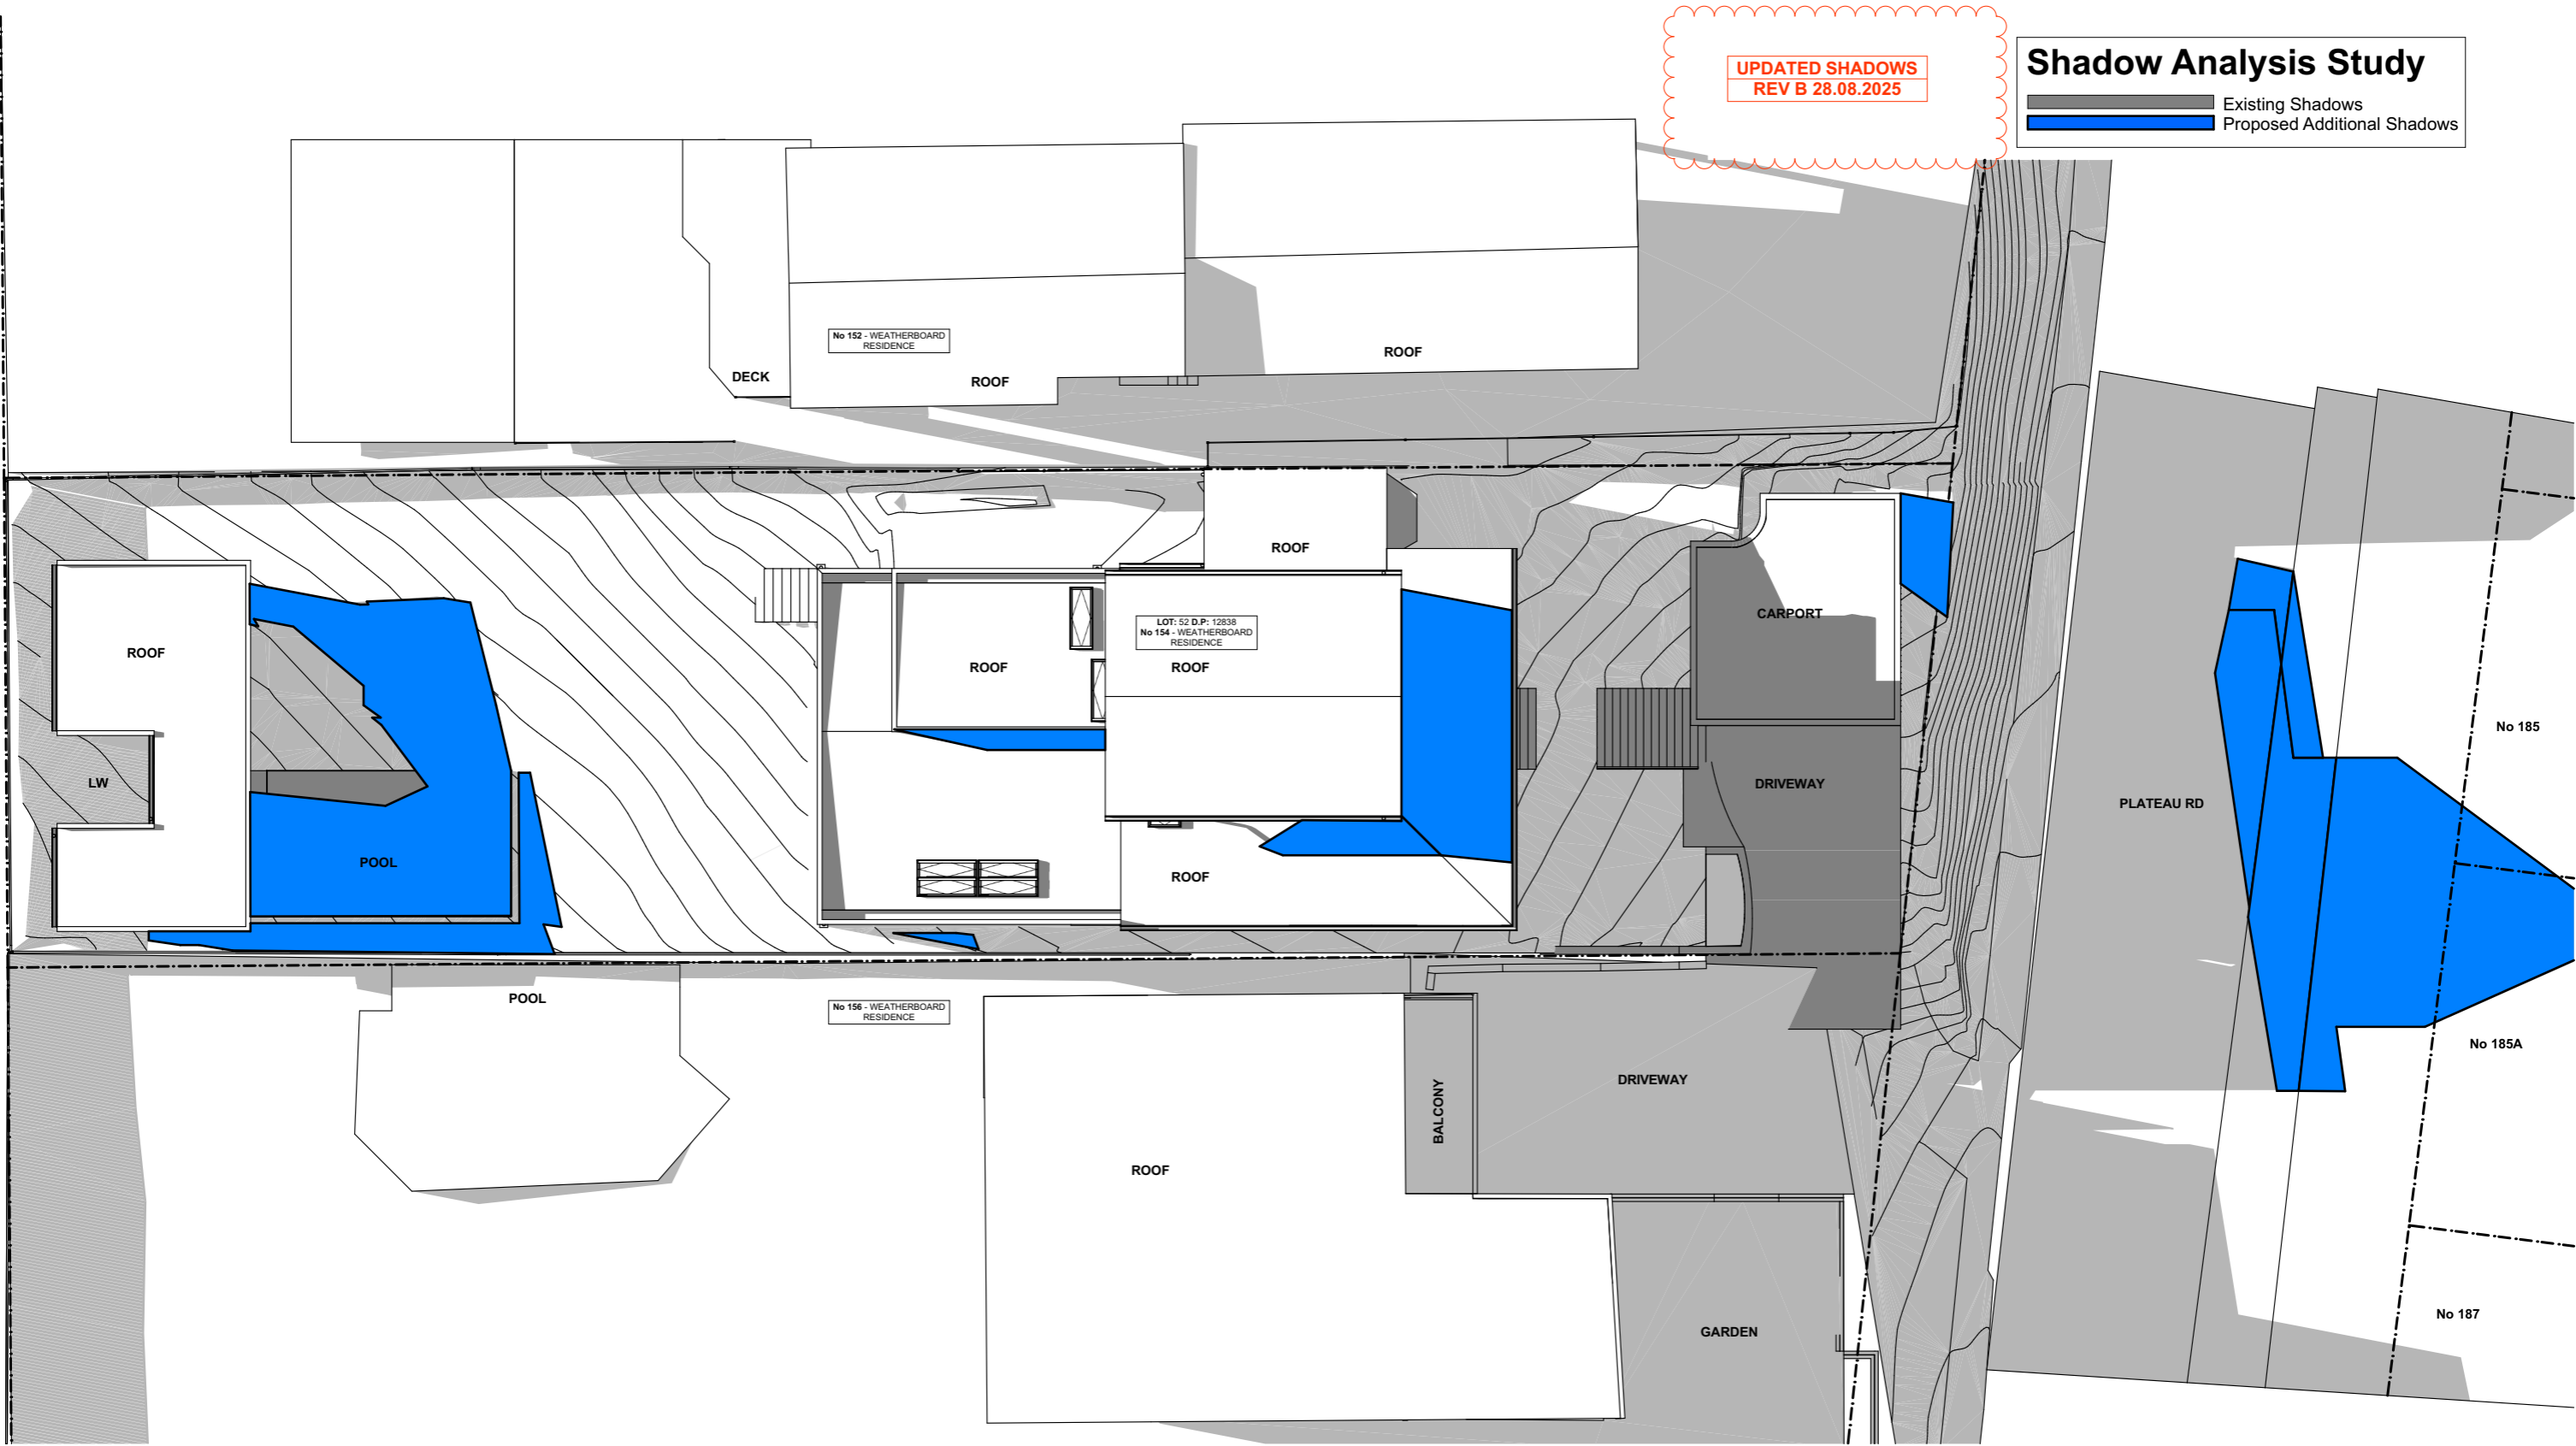 UPDATED SHADOWS
REV B 28.08.2025
Shadow Analysis Study
Existing Shadows
Proposed Additional Shadows
No 152 - WEATHERBOARD
RESIDENCE
DECK
ROOF
ROOF
ROOF
CARPORT
LOT: 52 D.P: 12838
No 154 - WEATHERBOARD
RESIDENCE
ROOF
ROOF
ROOF
No 185
LW
DRIVEWAY
PLATEAU RD
POOL
ROOF
POOL
No 156 - WEATHERBOARD
RESIDENCE
No 185A
DRIVEWAY
BALCONY
ROOF
No 187
GARDEN